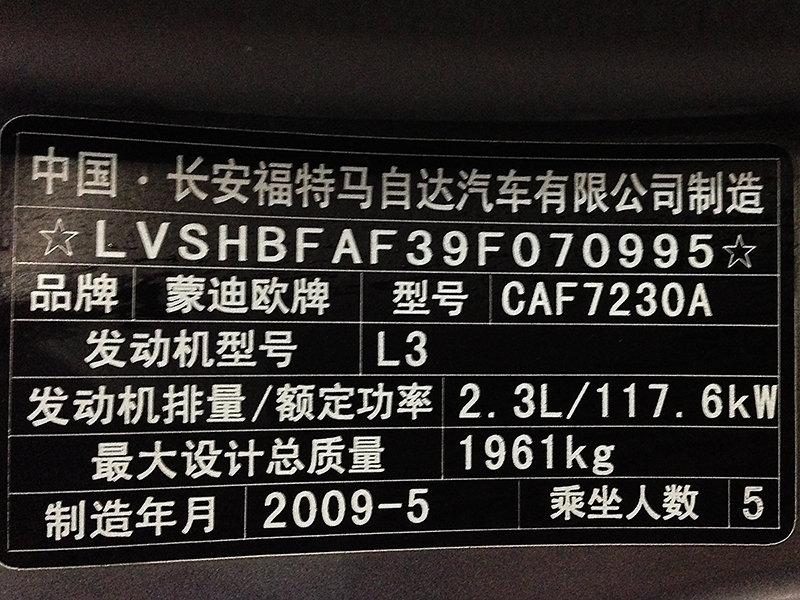 中国·长安福特马自达汽车有限公司制造
☆LVSHBFAF39F070995☆
品牌 蒙迪欧牌 型号 CAF7230A
发动机型号 L3
发动机排量/额定功率 2.3L/117.6kW
最大设计总质量 1961kg
制造年月 2009-5 乘坐人数 5